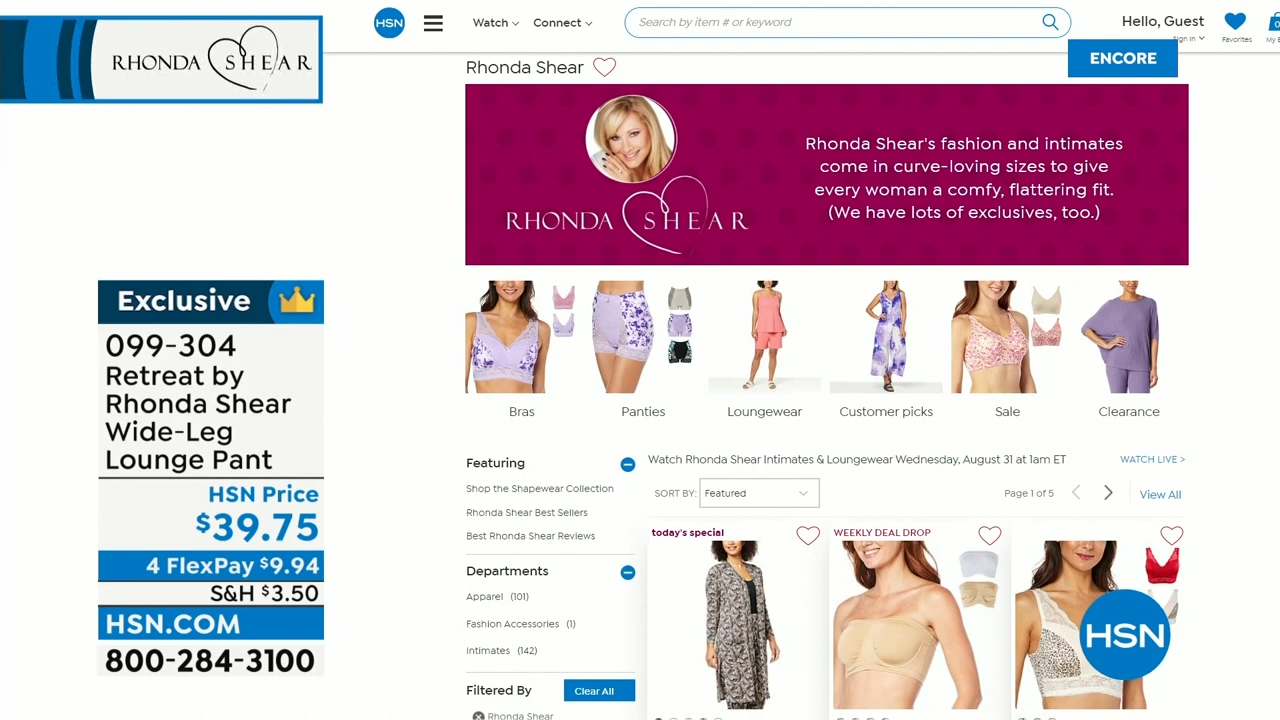 RHONDA SHEAR
HSN
Watch
Connect
Search by item # or keyword
Hello, Guest
Sign In
Favorites
ENCORE
Rhonda Shear
Rhonda Shear's fashion and intimates
come in curve-loving sizes to give
every woman a comfy, flattering fit.
(We have lots of exclusives, too.)
RHONDA SHEAR
Bras
Panties
Loungewear
Customer picks
Sale
Clearance
Exclusive
099-304
Retreat by
Rhonda Shear
Wide-Leg
Lounge Pant
HSN Price
$39.75
4 FlexPay $9.94
S&H $3.50
HSN.COM
800-284-3100
Featuring
Shop the Shapewear Collection
Rhonda Shear Best Sellers
Best Rhonda Shear Reviews
Departments
Apparel (101)
Fashion Accessories (1)
Intimates (142)
Filtered By
Clear All
Rhonda Shear
Watch Rhonda Shear Intimates & Loungewear Wednesday, August 31 at 1am ET
WATCH LIVE >
SORT BY: Featured
Page 1 of 5
View All
today's special
WEEKLY DEAL DROP
HSN